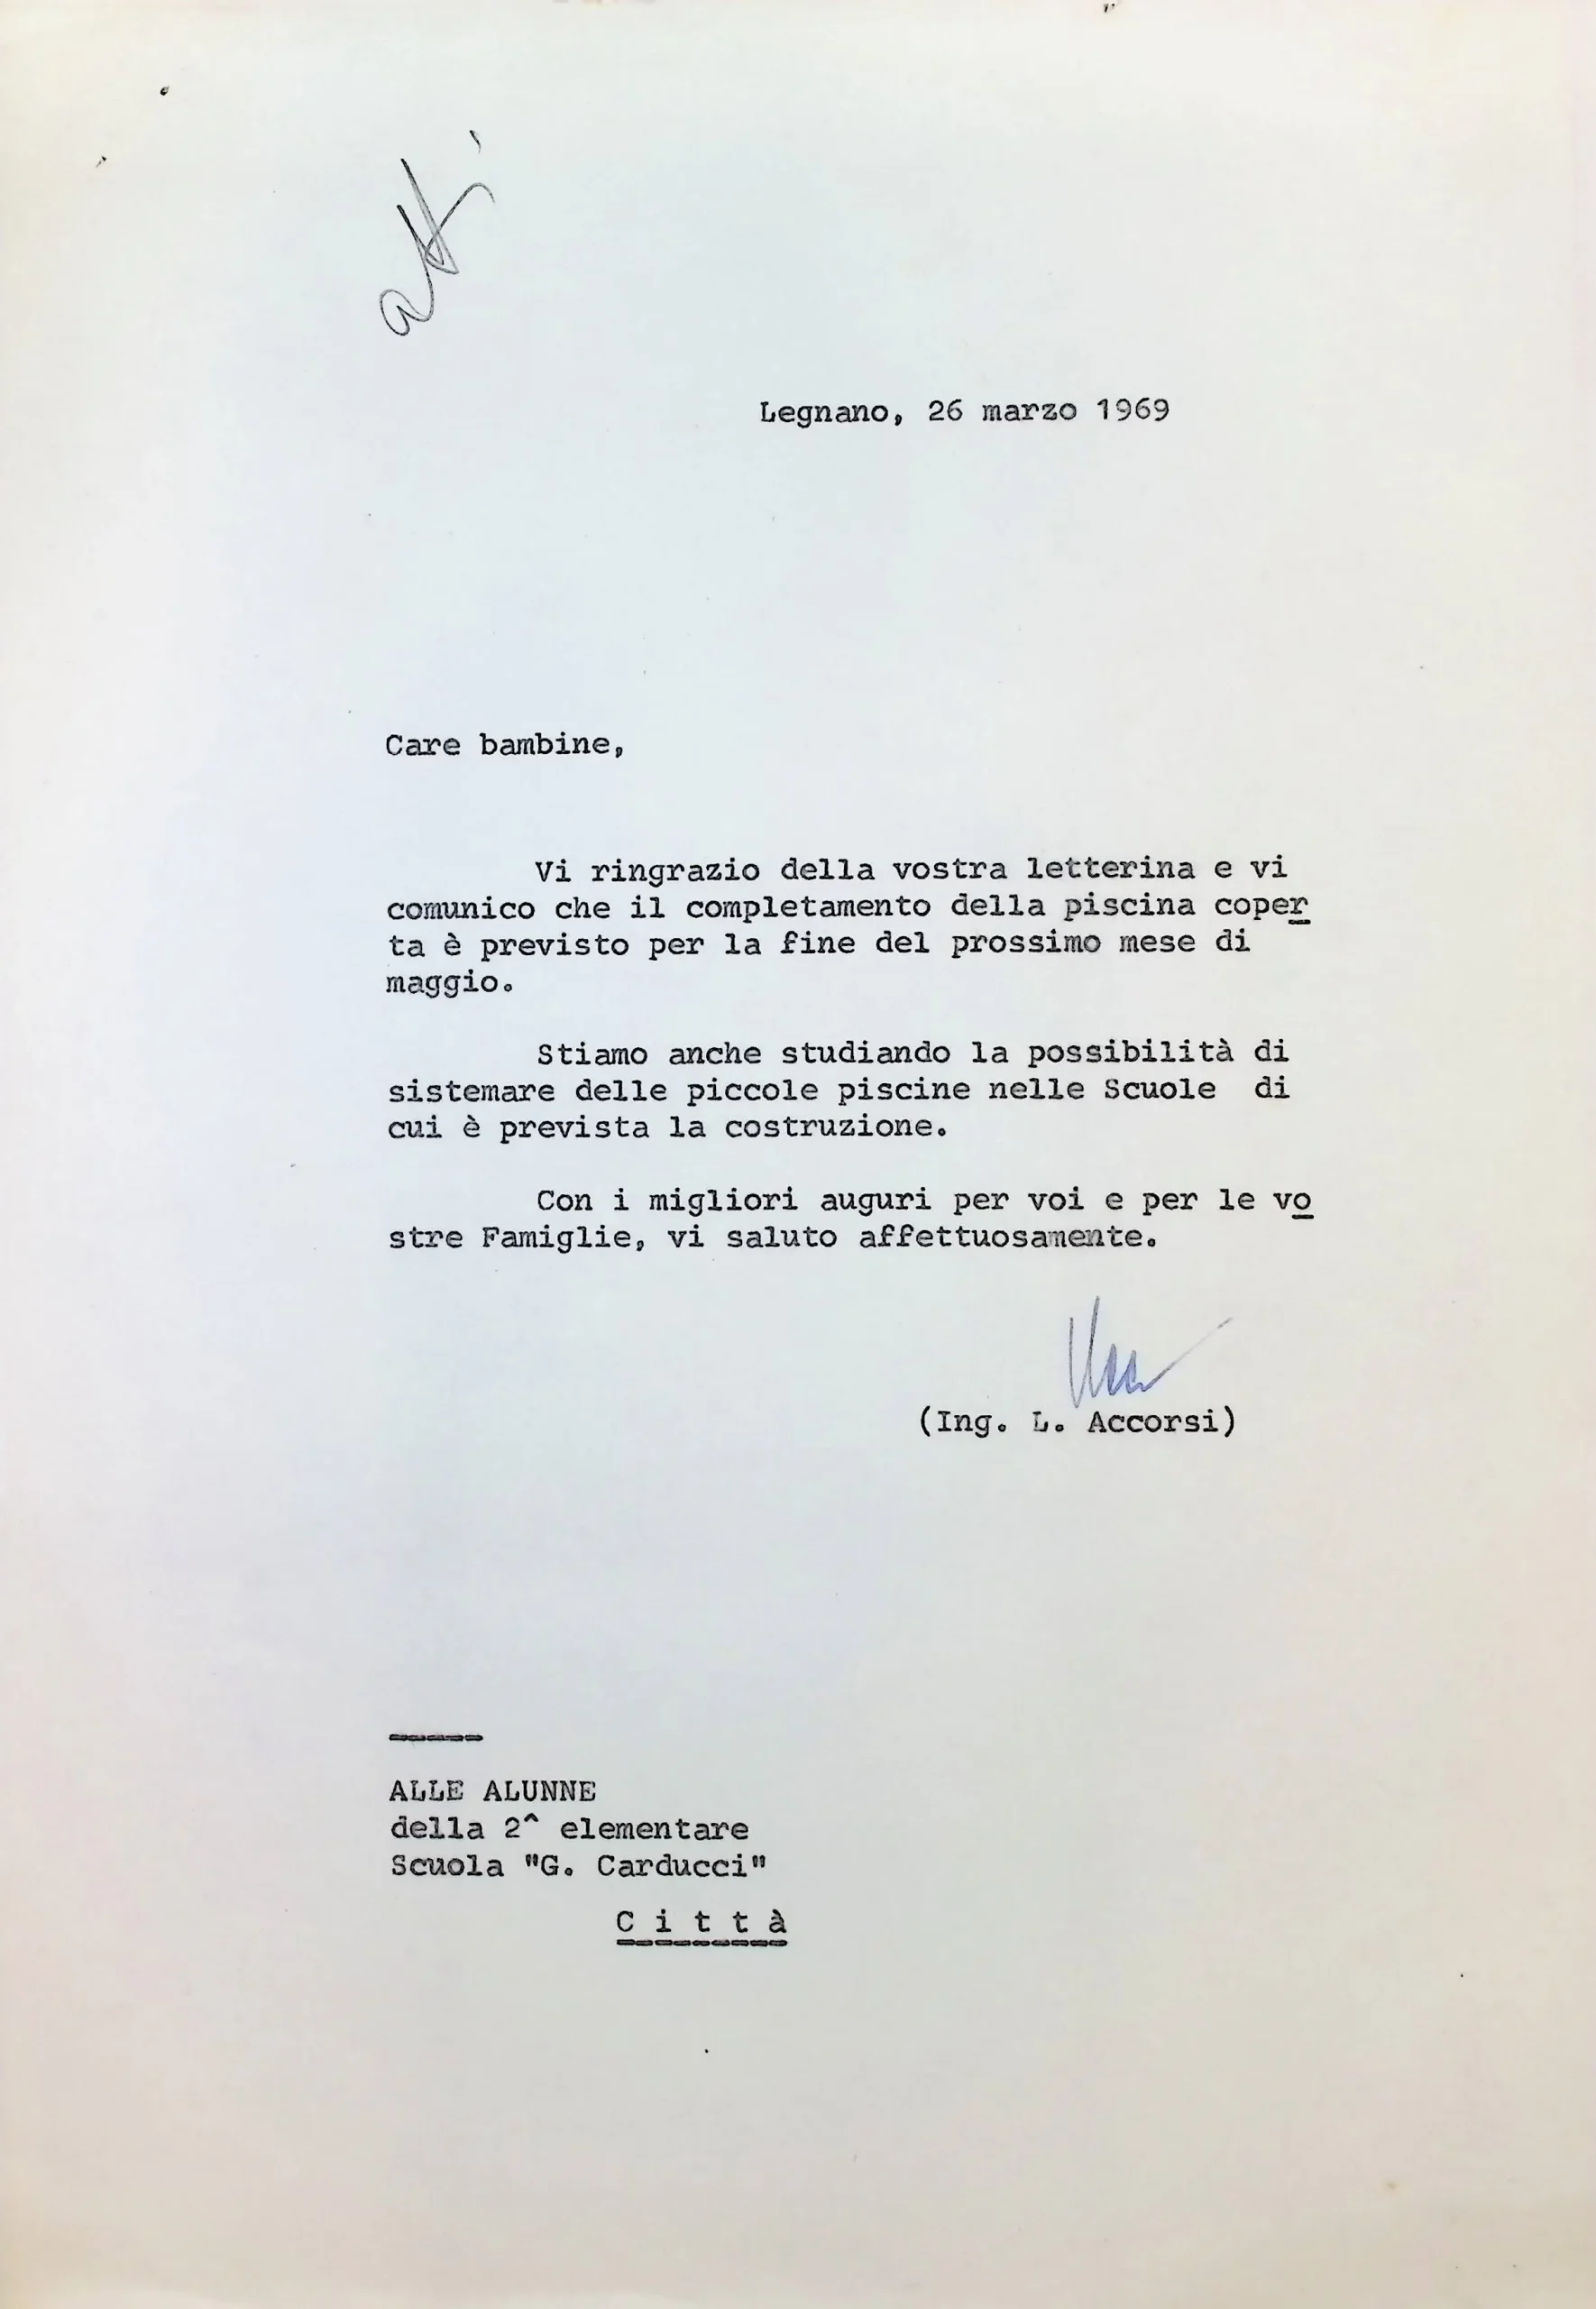 atti
Legnano, 26 marzo 1969
Care bambine,
Vi ringrazio della vostra letterina e vi
comunico che il completamento della piscina coper
ta è previsto per la fine del prossimo mese di
maggio.
Stiamo anche studiando la possibilità di
sistemare delle piccole piscine nelle Scuole di
cui è prevista la costruzione.
Con i migliori auguri per voi e per le vo
stre Famiglie, vi saluto affettuosamente.
(Ing. L. Accorsi)
ALLE ALUNNE
della 2^ elementare
Scuola "G. Carducci"
C i t t à